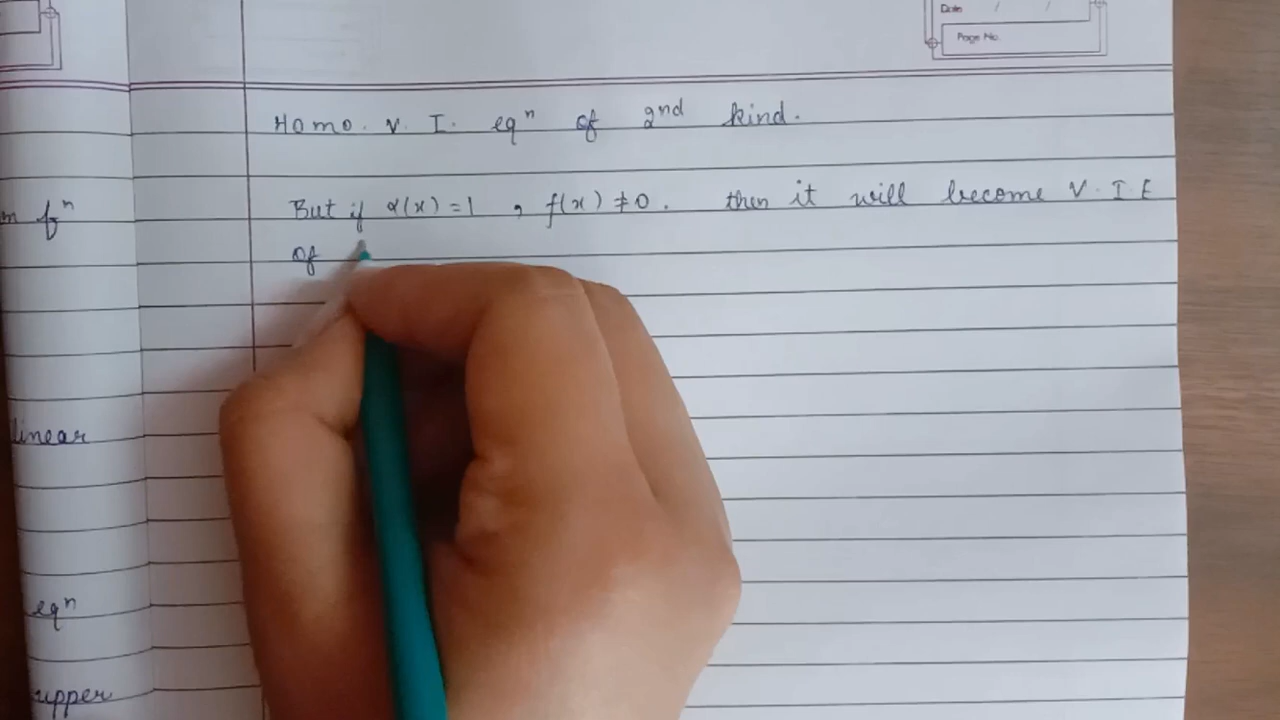 Date / /
Page No.
Homo. V. I. eqⁿ of 2nd kind.
But if α(x) = 1 , f(x) ≠ 0 . then it will become V. I. E
of
fⁿ
linear
eqⁿ
upper